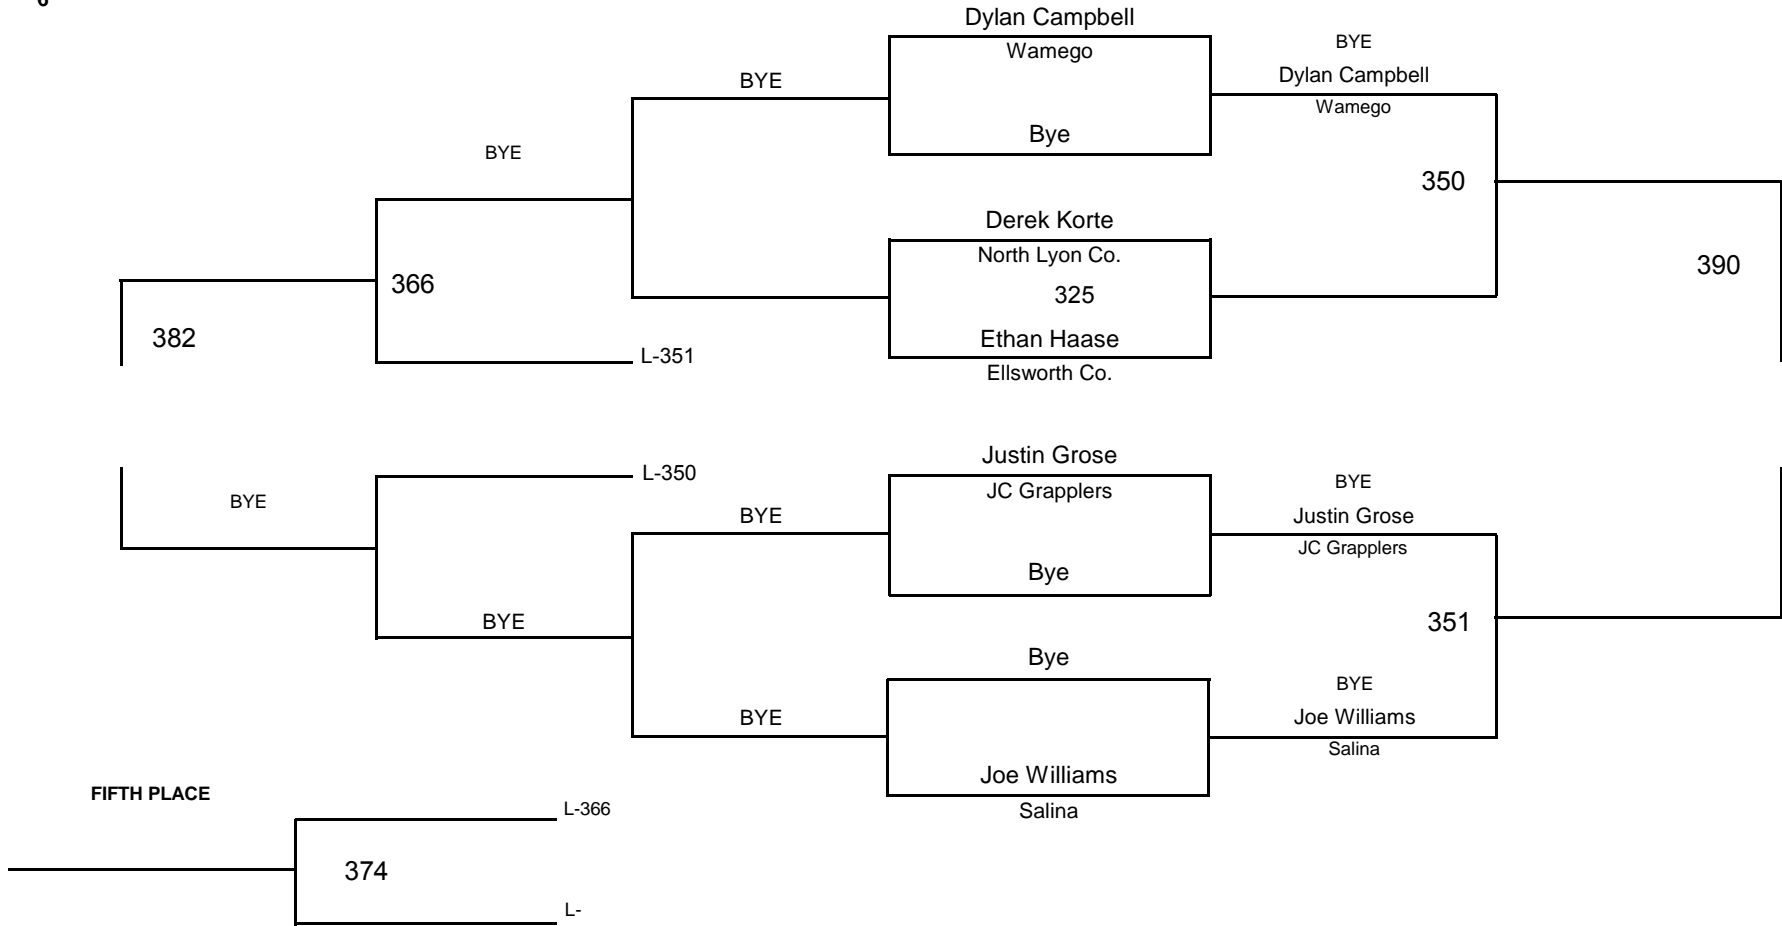 6
Dylan Campbell
Wamego
BYE
BYE
Dylan Campbell
Wamego
Bye
BYE
350
Derek Korte
North Lyon Co.
325
Ethan Haase
Ellsworth Co.
390
366
382
L-351
L-350
Justin Grose
JC Grapplers
BYE
Justin Grose
JC Grapplers
BYE
BYE
Bye
BYE
351
Bye
BYE
Joe Williams
Salina
BYE
Joe Williams
Salina
FIFTH PLACE
L-366
374
L-